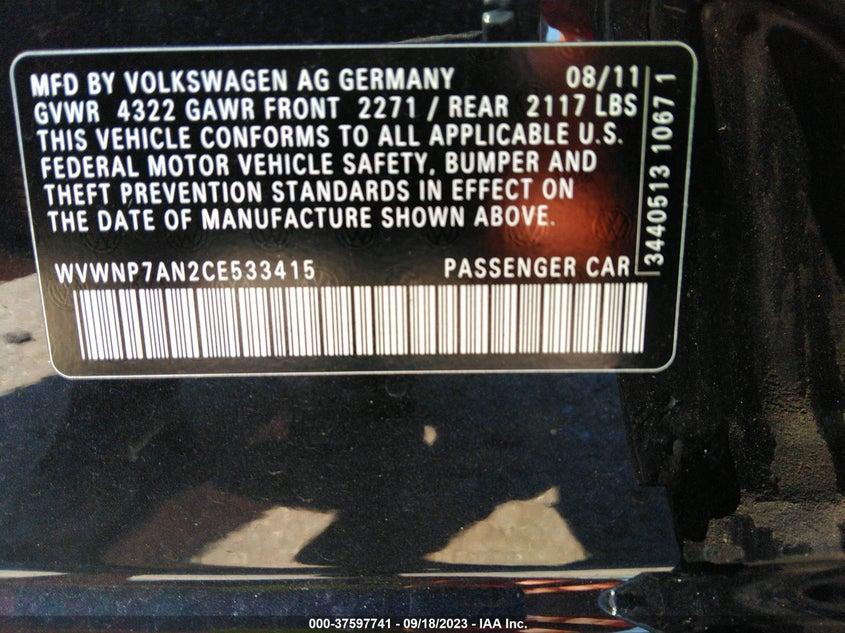 MFD BY VOLKSWAGEN AG GERMANY 08/11
GVWR 4322 GAWR FRONT 2271 / REAR 2117 LBS
THIS VEHICLE CONFORMS TO ALL APPLICABLE U.S.
FEDERAL MOTOR VEHICLE SAFETY, BUMPER AND
THEFT PREVENTION STANDARDS IN EFFECT ON
THE DATE OF MANUFACTURE SHOWN ABOVE.
WVWNP7AN2CE533415 PASSENGER CAR
3440513 1067 1
000-37597741 - 09/18/2023 - IAA Inc.